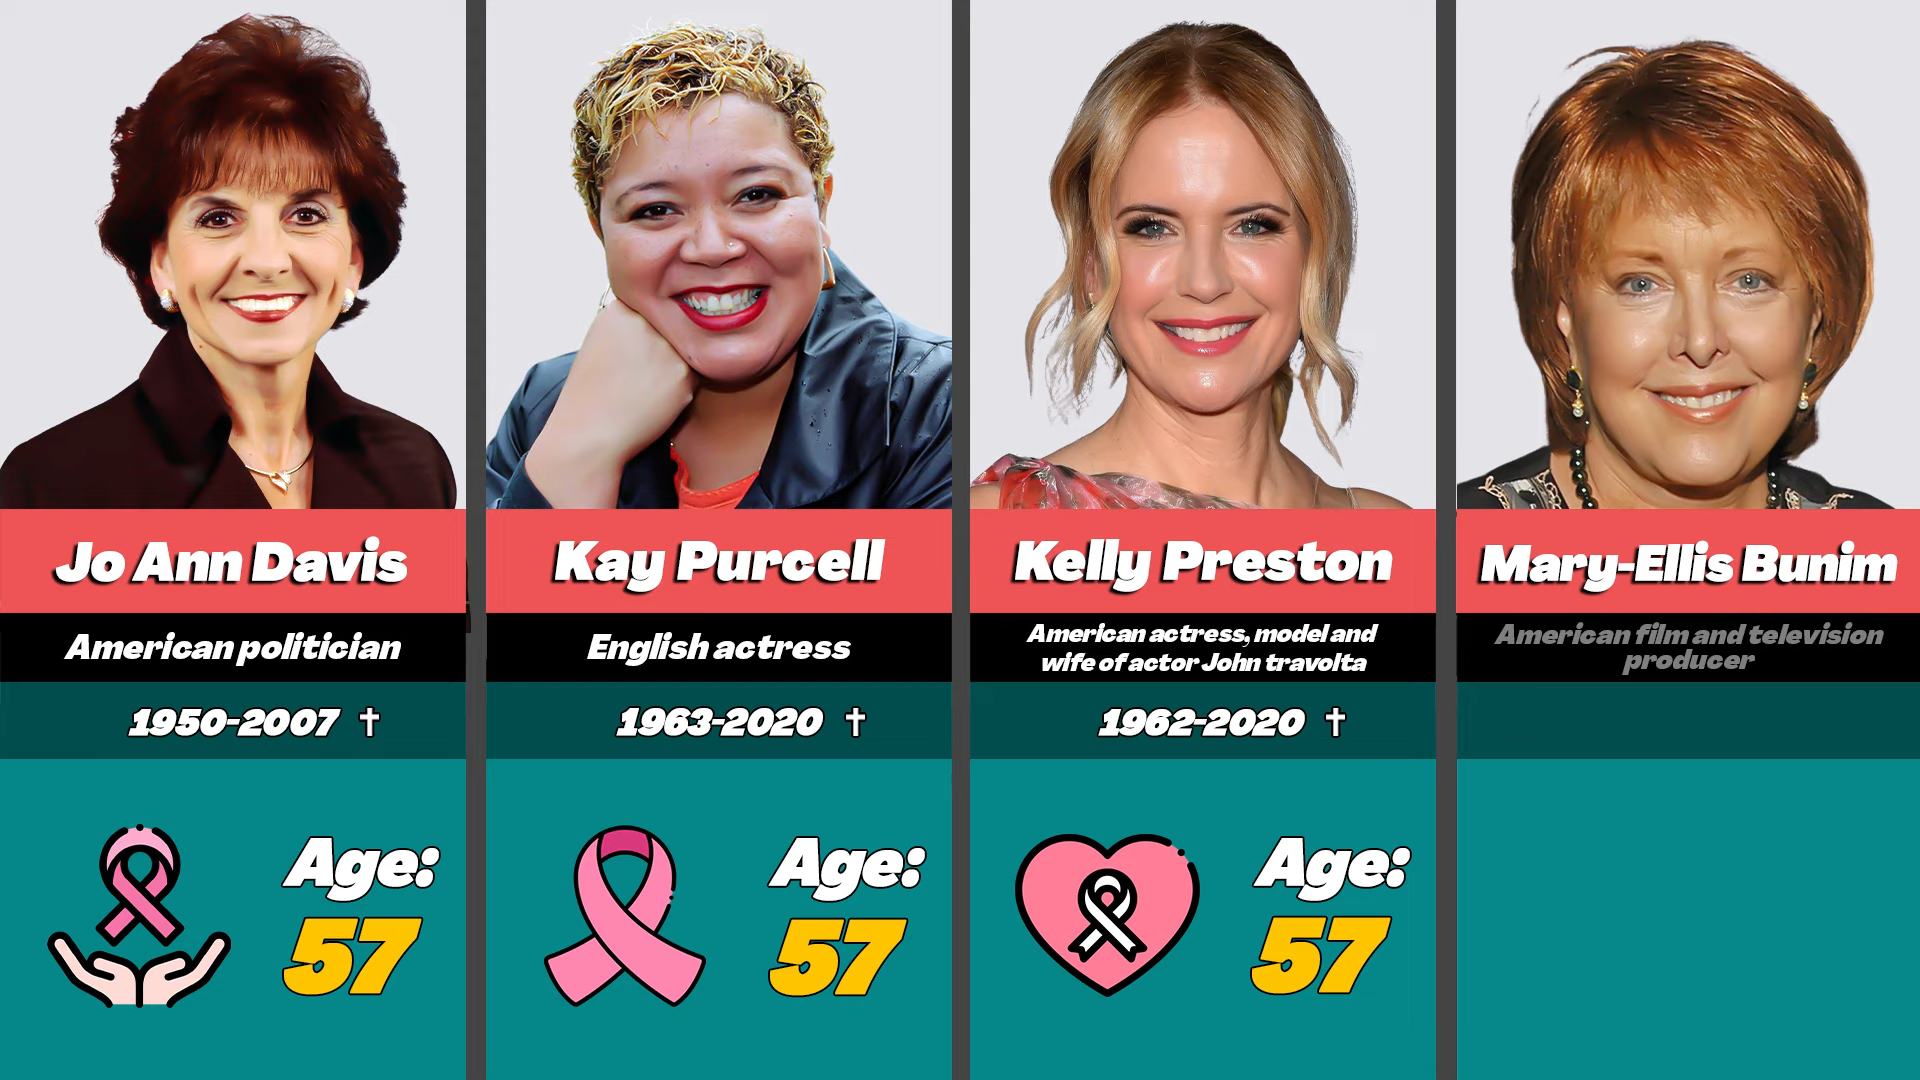 Jo Ann Davis
American politician
1950-2007 †
Age:
57
Kay Purcell
English actress
1963-2020 †
Age:
57
Kelly Preston
American actress, model and
wife of actor John travolta
1962-2020 †
Age:
57
Mary-Ellis Bunim
American film and television
producer